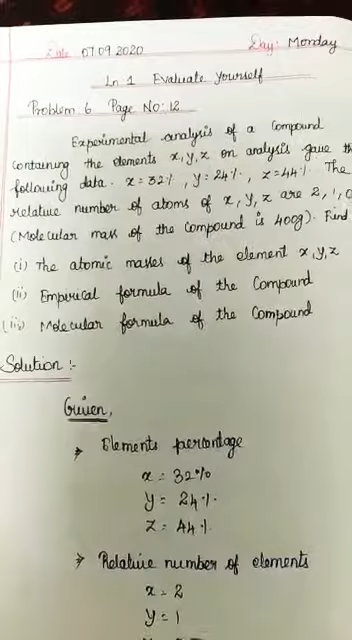 Date 07.09.2020 Day: Monday
Ln 1 Evaluate yourself
Problem. 6 Page No: 12
Experimental analysis of a Compound
Containing the elements x,y,z on analysis gave
following data. x = 32%, y = 24%, z = 44%. The
relative number of atoms of x, y, z are 2, 1,
(Molecular mass of the compound is 400g). Find
(i) The atomic masses of the element x,y,z
(ii) Empirical formula of the Compound
(iii) Molecular formula of the Compound
Solution :-
Given,
Elements percentage
x = 32%
y = 24%
z = 44%
Relative number of elements
x = 2
y = 1